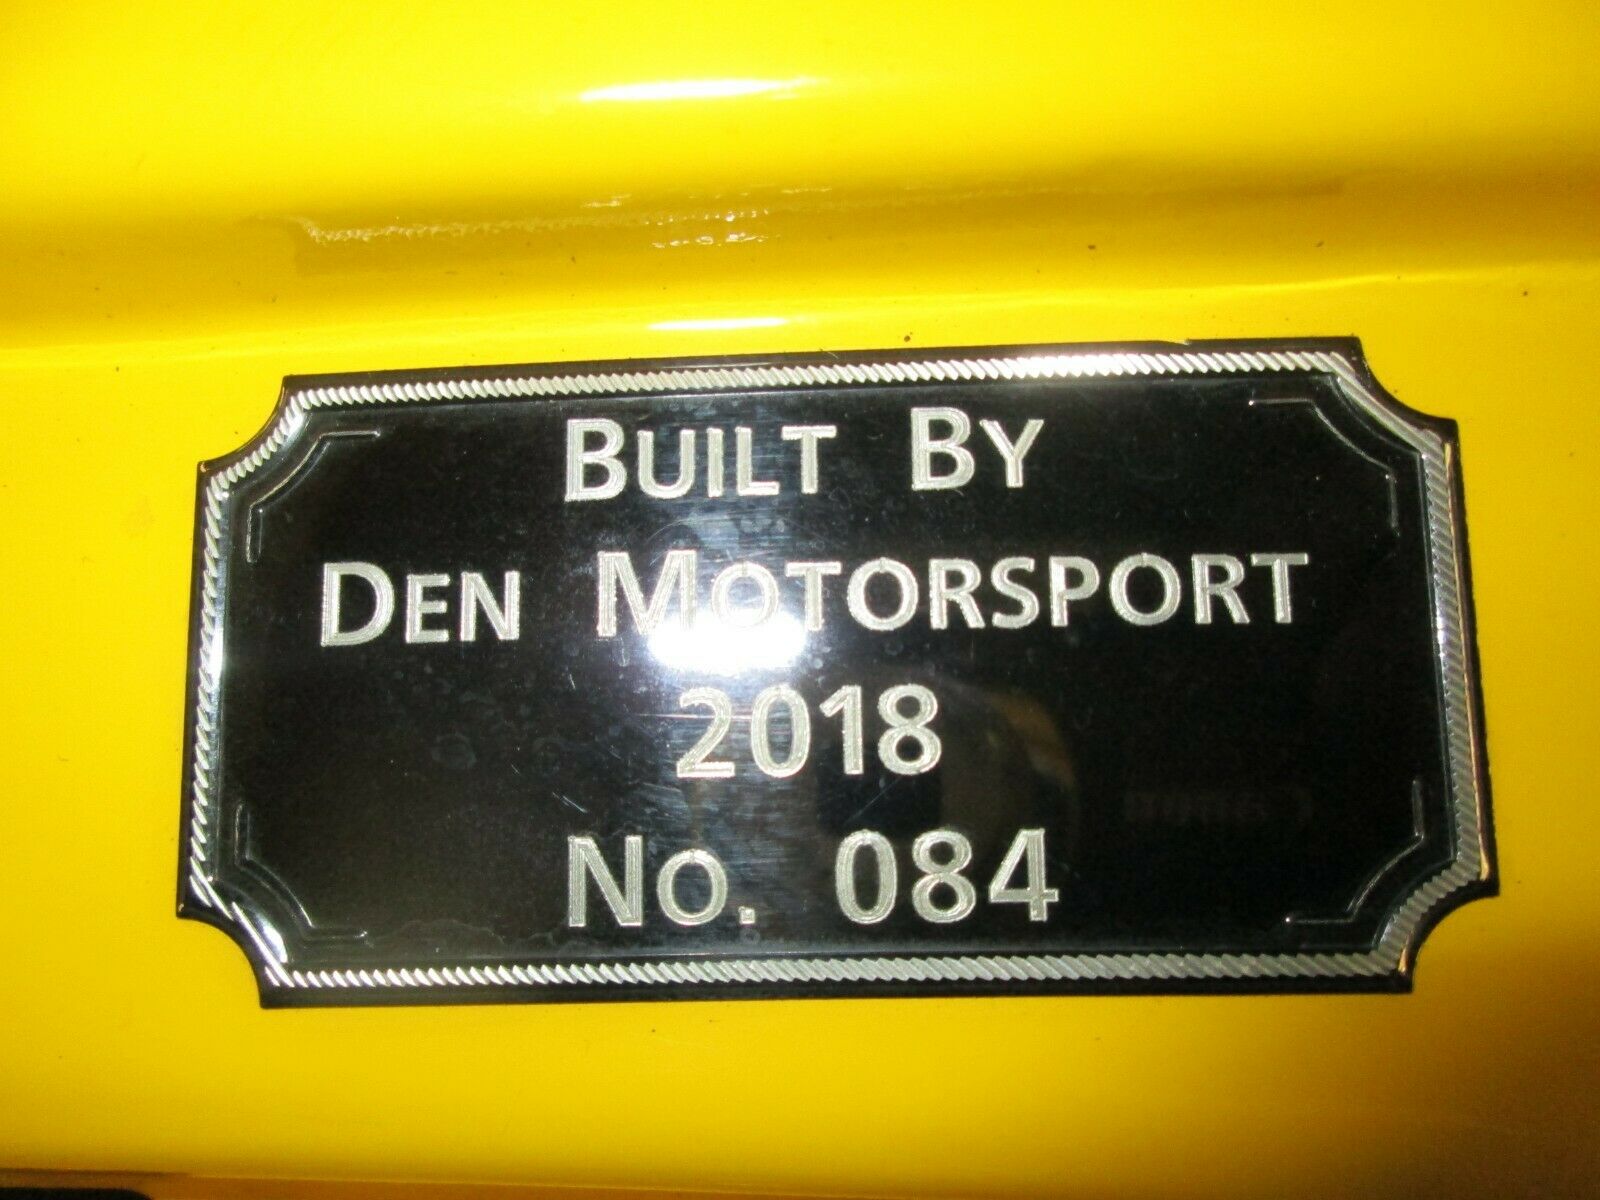 BUILT BY
DEN MOTORSPORT
2018
NO. 084